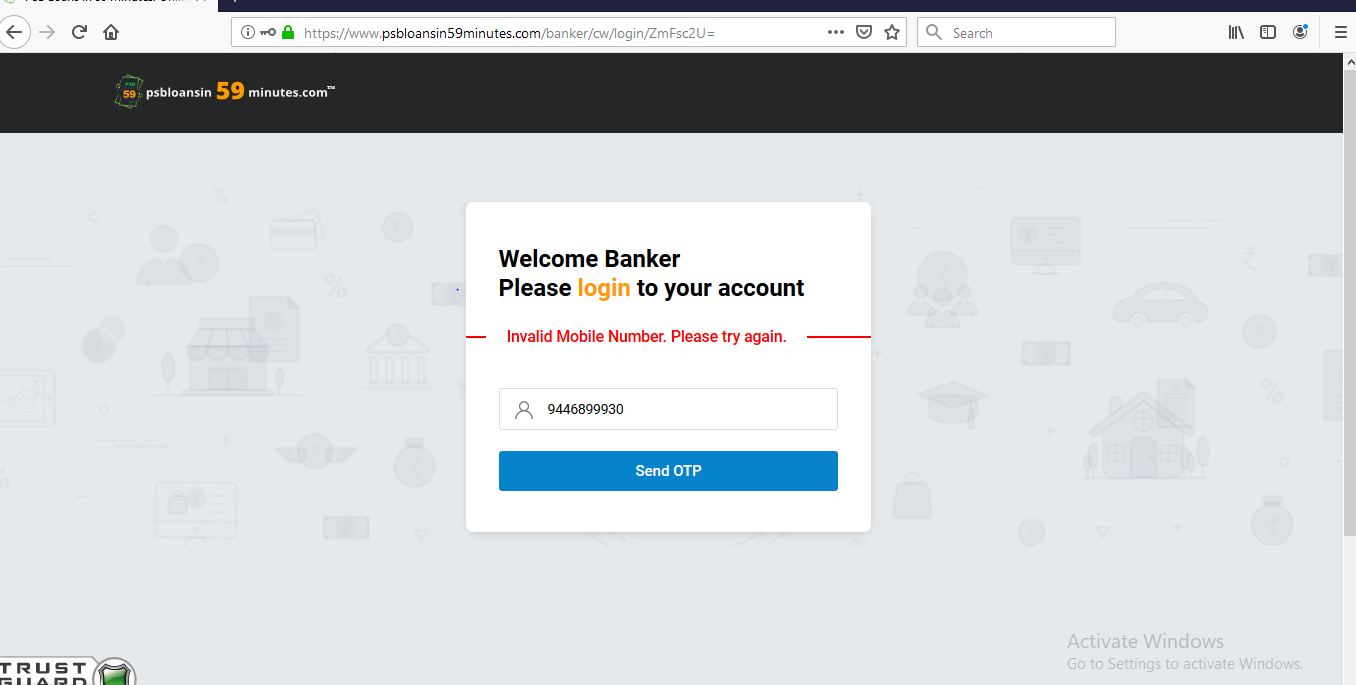 https://www.psbloansin59minutes.com/banker/cw/login/ZmFsc2U=
Search
PSB
59
psbloansin 59 minutes.com™
Welcome Banker
Please login to your account
Invalid Mobile Number. Please try again.
9446899930
Send OTP
Activate Windows
Go to Settings to activate Windows.
TRUST
GUARD